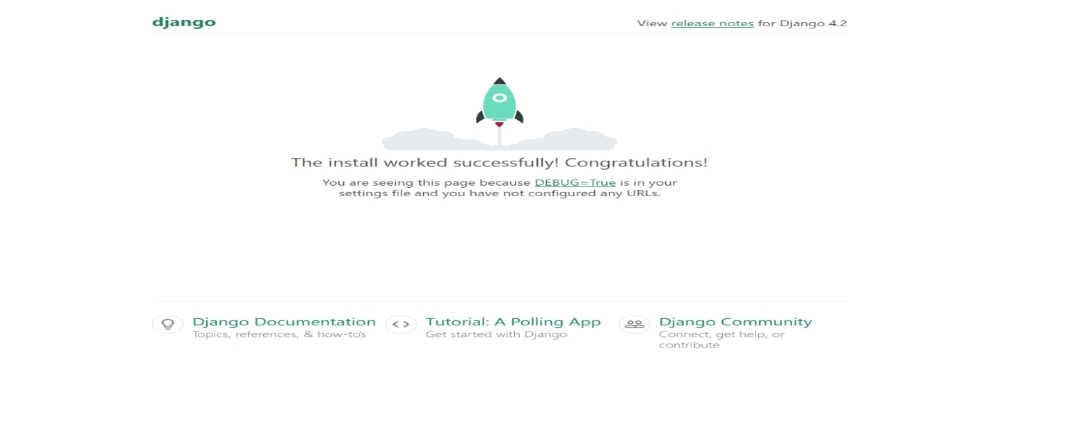 django
View release notes for Django 4.2
The install worked successfully! Congratulations!
You are seeing this page because DEBUG=True is in your
settings file and you have not configured any URLs.
Django Documentation
Topics, references, & how-to's
Tutorial: A Polling App
Get started with Django
Django Community
Connect, get help, or
contribute